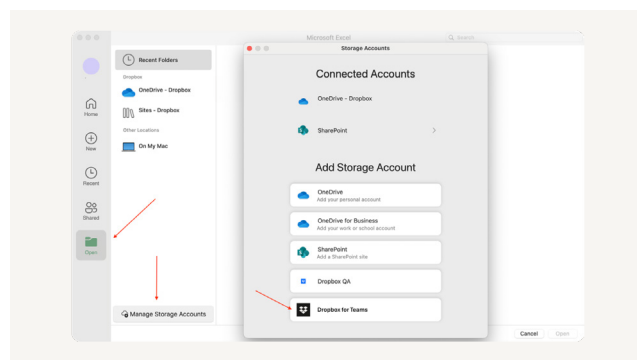 Microsoft Excel
Search
Home
New
Recent
Shared
Open
Recent Folders
Dropbox
OneDrive - Dropbox
Sites - Dropbox
Other Locations
On My Mac
Manage Storage Accounts
Storage Accounts
Connected Accounts
OneDrive - Dropbox
SharePoint
Add Storage Account
OneDrive
Add your personal account
OneDrive for Business
Add your work or school account
SharePoint
Add a SharePoint site
Dropbox QA
Dropbox for Teams
Cancel
Open